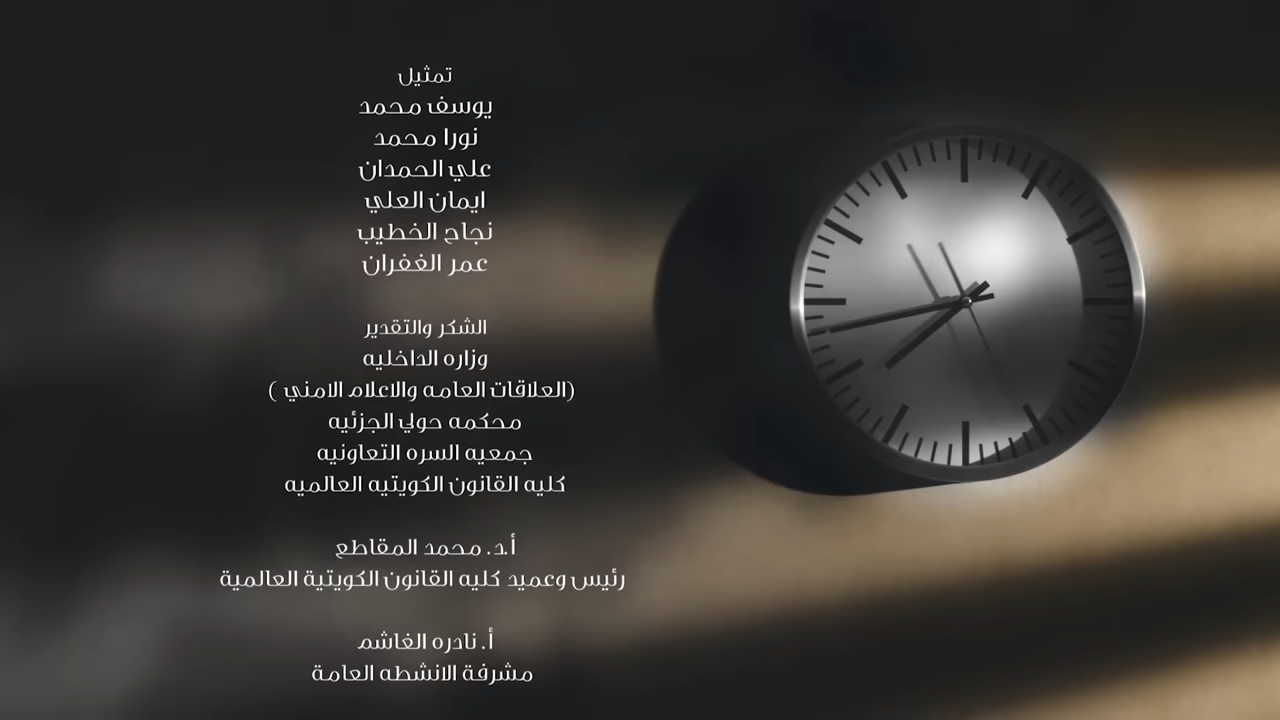 تمثيل
يوسف محمد
نورا محمد
علي الحمدان
ايمان العلي
نجاح الخطيب
عمر الغفران
الشكر والتقدير
وزاره الداخليه
(العلاقات العامه والاعلام الامني )
محكمه حولي الجزئيه
جمعيه السره التعاونيه
كليه القانون الكويتيه العالميه
أ.د. محمد المقاطع
رئيس وعميد كليه القانون الكويتية العالمية
أ. نادره الغاشم
مشرفة الانشطه العامة